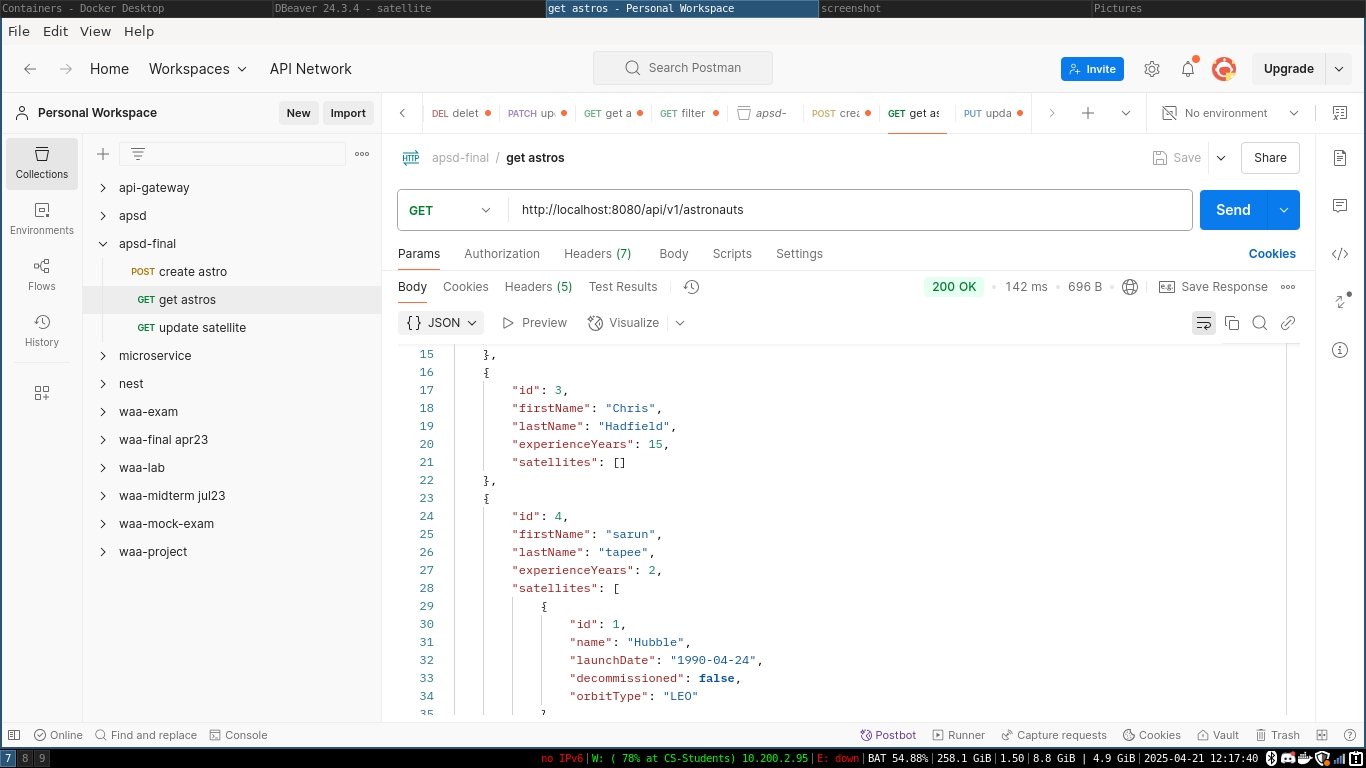 Containers - Docker Desktop DBeaver 24.3.4 - satellite get astros - Personal Workspace screenshot Pictures
File Edit View Help
Home Workspaces API Network Search Postman Invite Upgrade
Personal Workspace New Import DEL delet PATCH up GET get a GET filter apsd- POST crea GET get as PUT upda No environment
Collections
Environments
Flows
History
api-gateway
apsd
apsd-final
POST create astro
GET get astros
GET update satellite
microservice
nest
waa-exam
waa-final apr23
waa-lab
waa-midterm jul23
waa-mock-exam
waa-project
HTTP apsd-final / get astros Save Share
GET http://localhost:8080/api/v1/astronauts Send
Params Authorization Headers (7) Body Scripts Settings Cookies
Body Cookies Headers (5) Test Results 200 OK 142 ms 696 B e.g. Save Response
{} JSON Preview Visualize
15 },
16 {
17 "id": 3,
18 "firstName": "Chris",
19 "lastName": "Hadfield",
20 "experienceYears": 15,
21 "satellites": []
22 },
23 {
24 "id": 4,
25 "firstName": "sarun",
26 "lastName": "tapee",
27 "experienceYears": 2,
28 "satellites": [
29 {
30 "id": 1,
31 "name": "Hubble",
32 "launchDate": "1990-04-24",
33 "decommissioned": false,
34 "orbitType": "LEO"
35 }
Online Find and replace Console Postbot Runner Capture requests Cookies Vault Trash
7 8 9 no IPv6|W: ( 78% at CS-Students) 10.200.2.95|E: down|BAT 54.88%|258.1 GiB|1.50|8.8 GiB | 4.9 GiB|2025-04-21 12:17:40